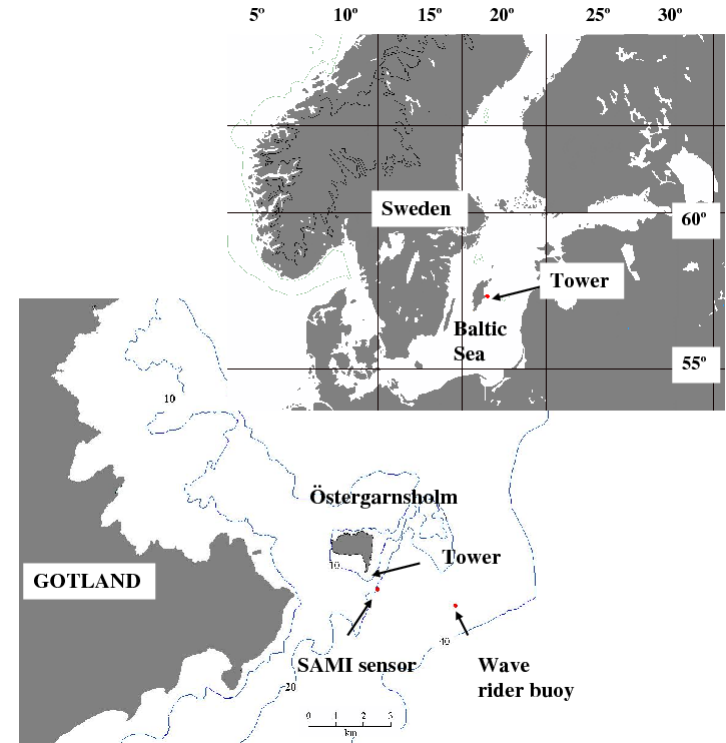 5º 10º 15º 20º 25º 30º
Sweden
60º
Tower
Baltic
Sea
55º
10
Östergarnsholm
Tower
10
GOTLAND
40
SAMI sensor
Wave
rider buoy
20
0 1 2 3
km